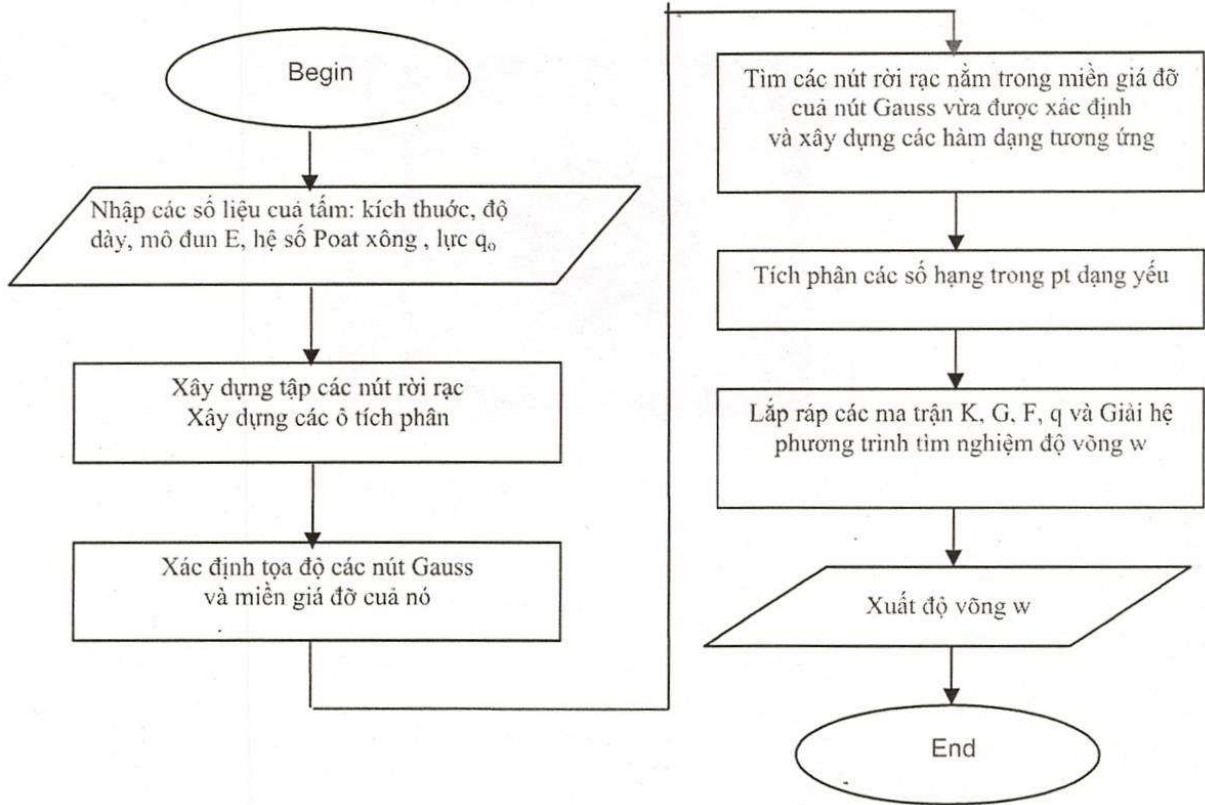 Begin
Nhập các số liệu cuả tấm: kích thước, độ
dày, mô đun E, hệ số Poat xông , lực qₒ
Xây dựng tập các nút rời rạc
Xây dựng các ô tích phân
Xác định tọa độ các nút Gauss
và miền giá đỡ cuả nó
Tìm các nút rời rạc nằm trong miền giá đỡ
cuả nút Gauss vừa được xác định
và xây dựng các hàm dạng tương ứng
Tích phân các số hạng trong pt dạng yếu
Lắp ráp các ma trận K, G, F, q và Giải hệ
phương trình tìm nghiệm độ võng w
Xuất độ võng w
End